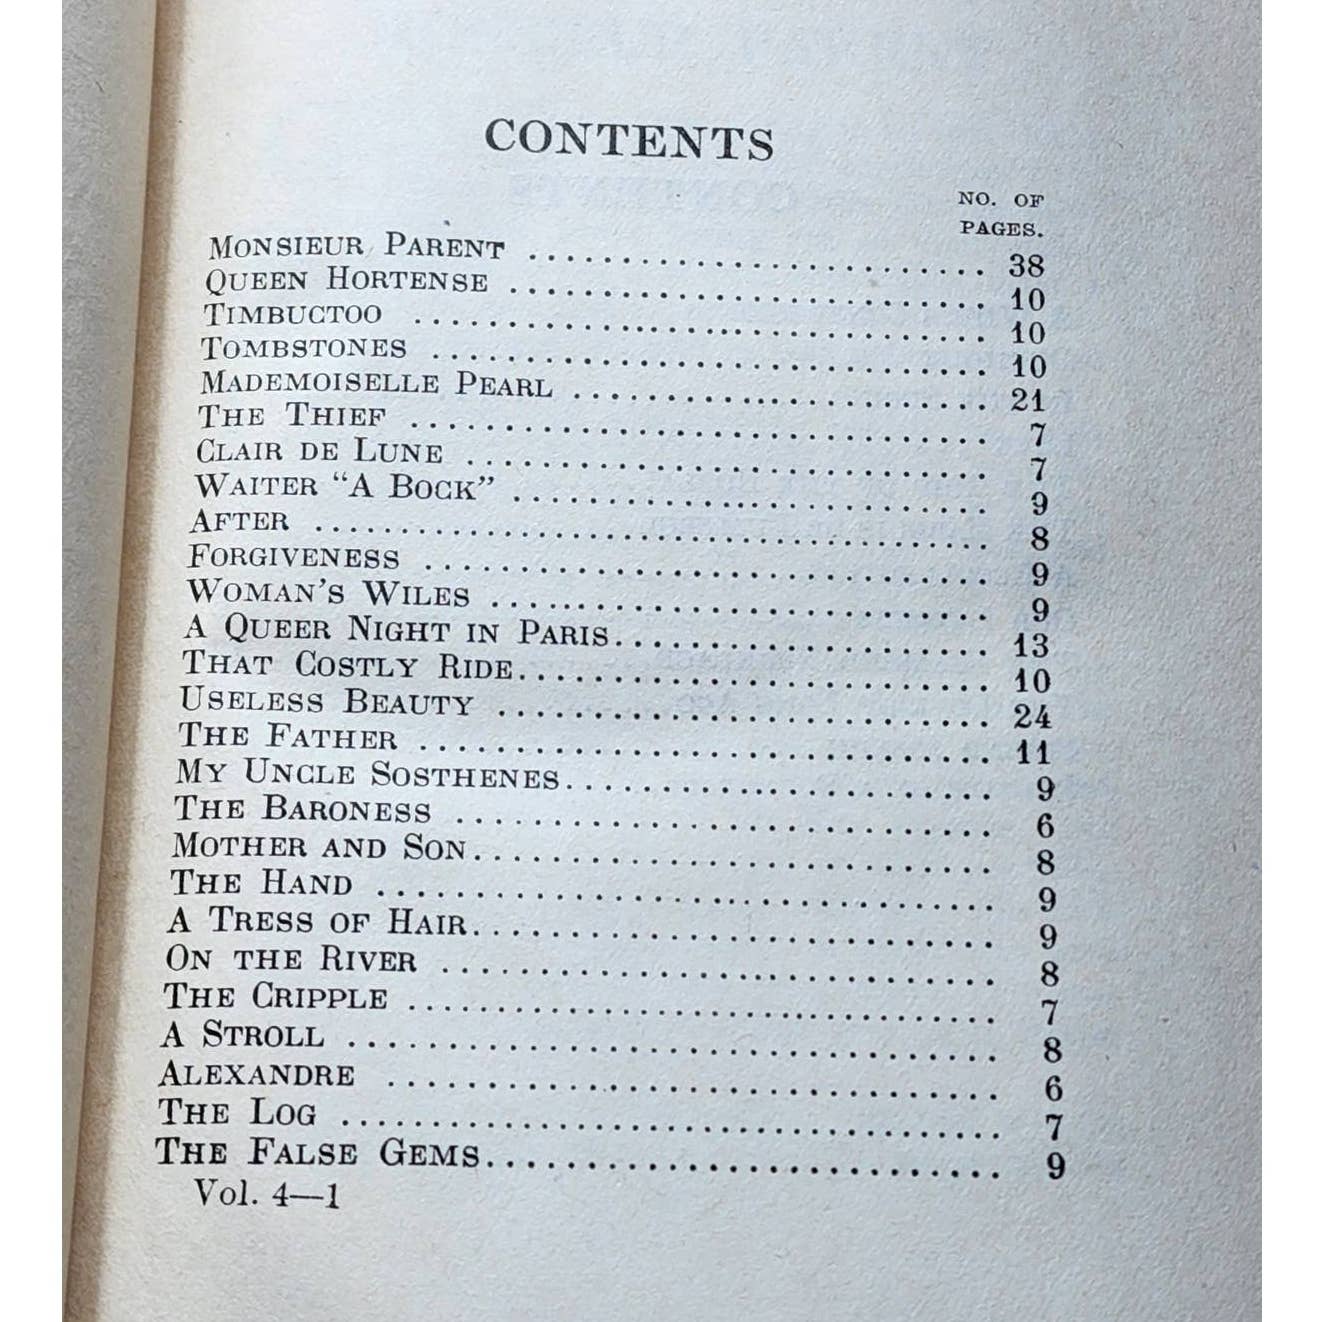 CONTENTS
NO. OF
PAGES.
MONSIEUR PARENT ........................ 38
QUEEN HORTENSE ......................... 10
TIMBUCTOO .............................. 10
TOMBSTONES ............................. 10
MADEMOISELLE PEARL ..................... 21
THE THIEF .............................. 7
CLAIR DE LUNE .......................... 7
WAITER "A BOCK" ........................ 9
AFTER .................................. 8
FORGIVENESS ............................ 9
WOMAN'S WILES .......................... 9
A QUEER NIGHT IN PARIS.................. 13
THAT COSTLY RIDE........................ 10
USELESS BEAUTY ......................... 24
THE FATHER ............................. 11
MY UNCLE SOSTHENES...................... 9
THE BARONESS ........................... 6
MOTHER AND SON.......................... 8
THE HAND ............................... 9
A TRESS OF HAIR......................... 9
ON THE RIVER ........................... 8
THE CRIPPLE ............................ 7
A STROLL ............................... 8
ALEXANDRE .............................. 6
THE LOG ................................ 7
THE FALSE GEMS.......................... 9
Vol. 4—1